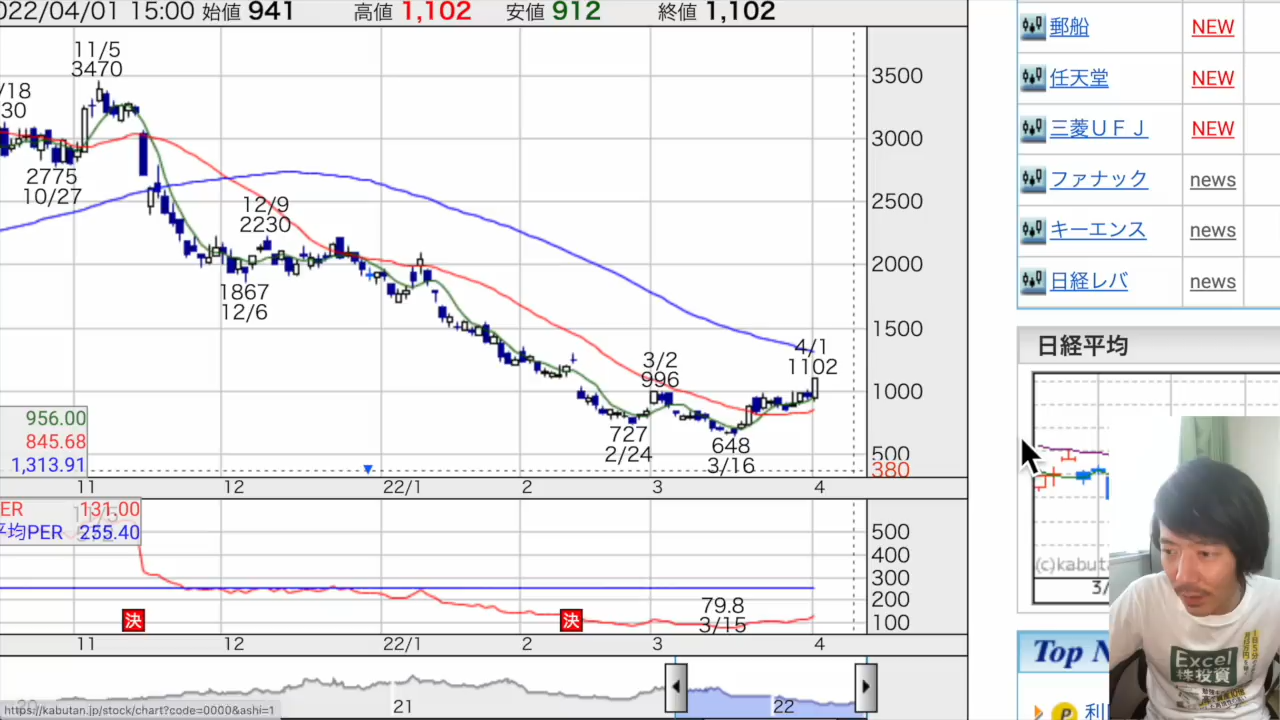 022/04/01 15:00 始値 941 高値 1,102 安値 912 終値 1,102
11/5
3470
/18
30
2775
10/27
12/9
2230
1867
12/6
3/2
996
727
2/24
648
3/16
4/1
1102
3500
3000
2500
2000
1500
1000
500
380
956.00
845.68
1,313.91
11 12 22/1 2 3 4
ER 131.00
平均PER 255.40
500
400
300
200
100
決
決
79.8
3/15
11 12 22/1 2 3 4
21
22
https://kabutan.jp/stock/chart?code=0000&ashi=1
郵船 NEW
任天堂 NEW
三菱ＵＦＪ NEW
ファナック news
キーエンス news
日経レバ news
日経平均
(c)kabuta
3/
Top N
P 利
Excel
株投資